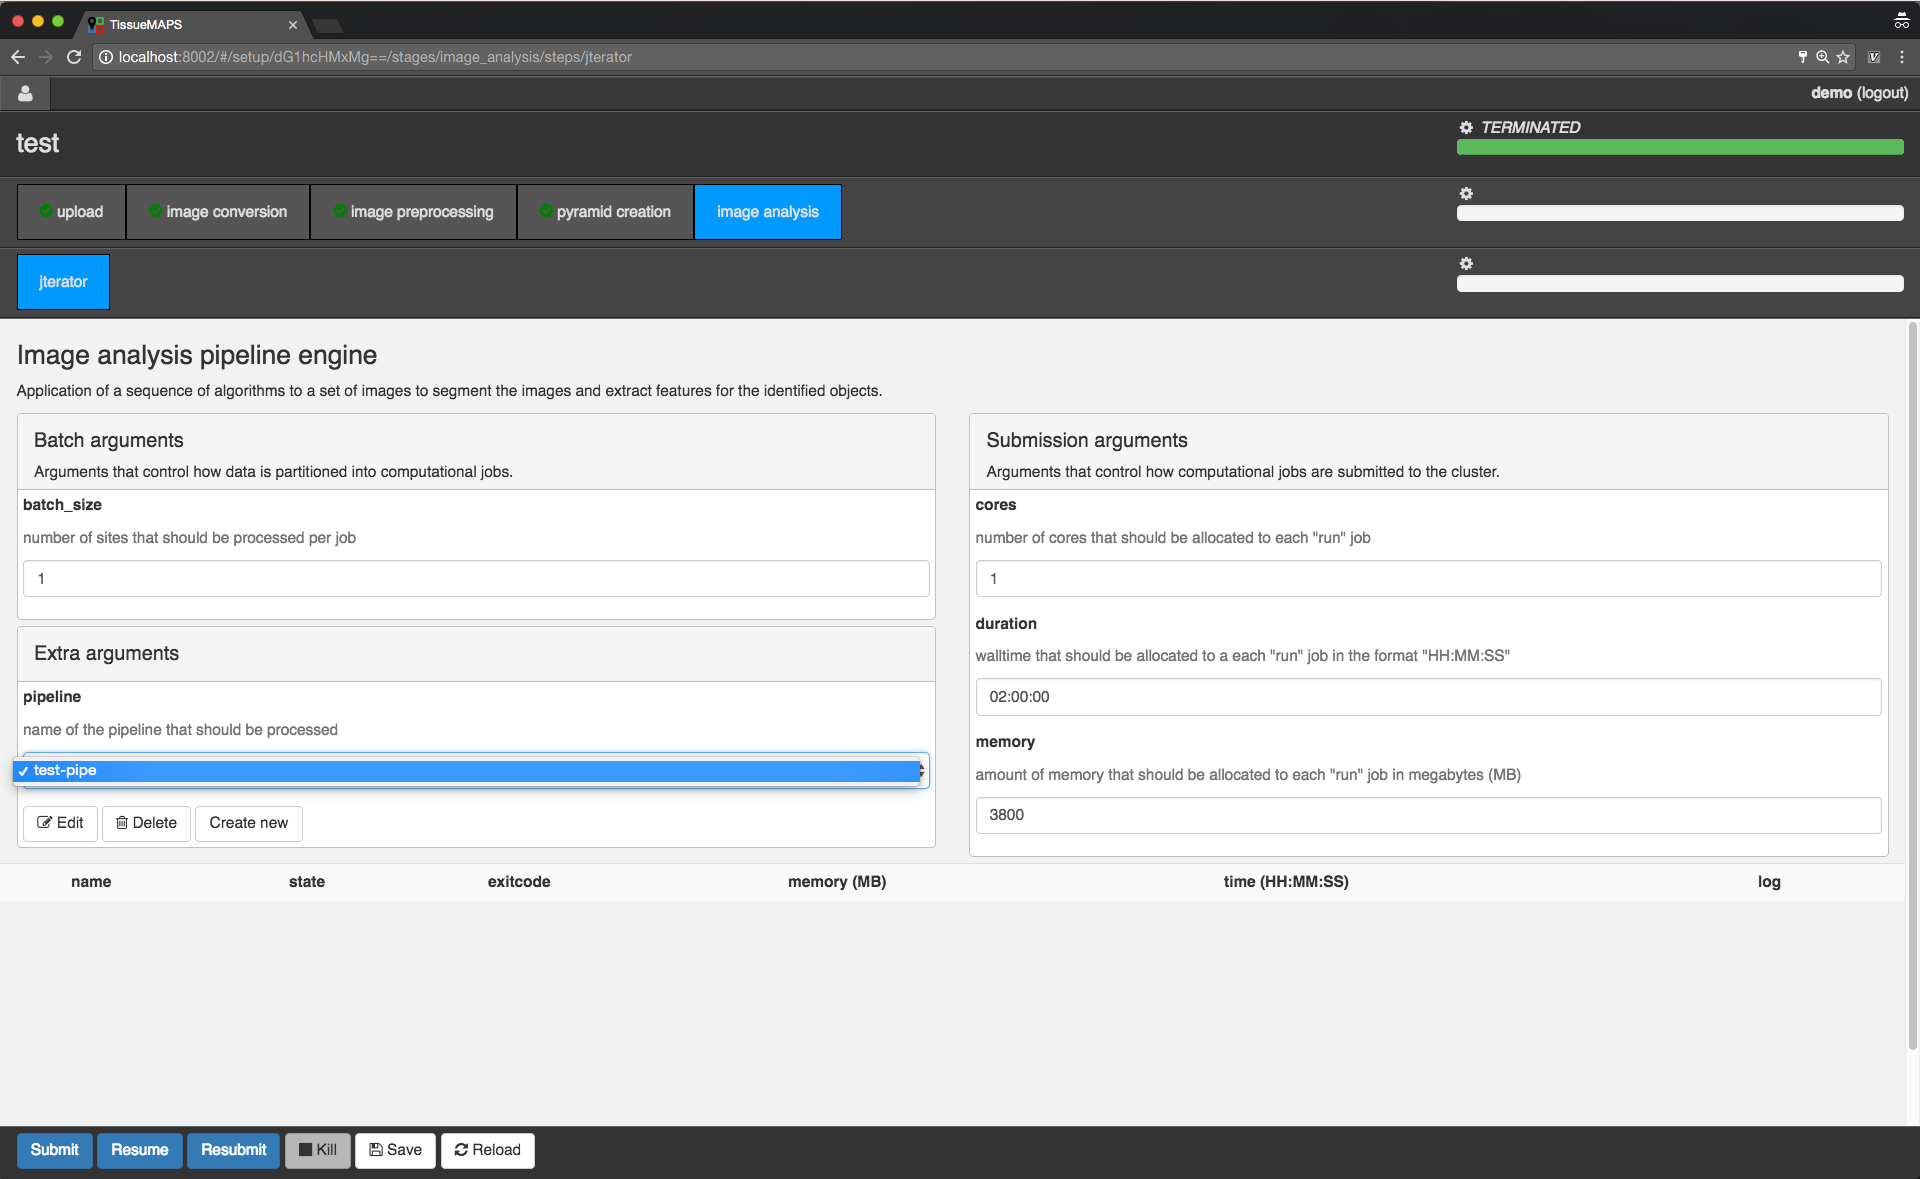 TissueMAPS
localhost:8002/#/setup/dG1hcHMxMg==/stages/image_analysis/steps/jterator
demo (logout)
test
TERMINATED
upload
image conversion
image preprocessing
pyramid creation
image analysis
jterator
Image analysis pipeline engine
Application of a sequence of algorithms to a set of images to segment the images and extract features for the identified objects.
Batch arguments
Arguments that control how data is partitioned into computational jobs.
batch_size
number of sites that should be processed per job
1
Extra arguments
pipeline
name of the pipeline that should be processed
test-pipe
Edit
Delete
Create new
Submission arguments
Arguments that control how computational jobs are submitted to the cluster.
cores
number of cores that should be allocated to each "run" job
1
duration
walltime that should be allocated to a each "run" job in the format "HH:MM:SS"
02:00:00
memory
amount of memory that should be allocated to each "run" job in megabytes (MB)
3800
name
state
exitcode
memory (MB)
time (HH:MM:SS)
log
Submit
Resume
Resubmit
Kill
Save
Reload